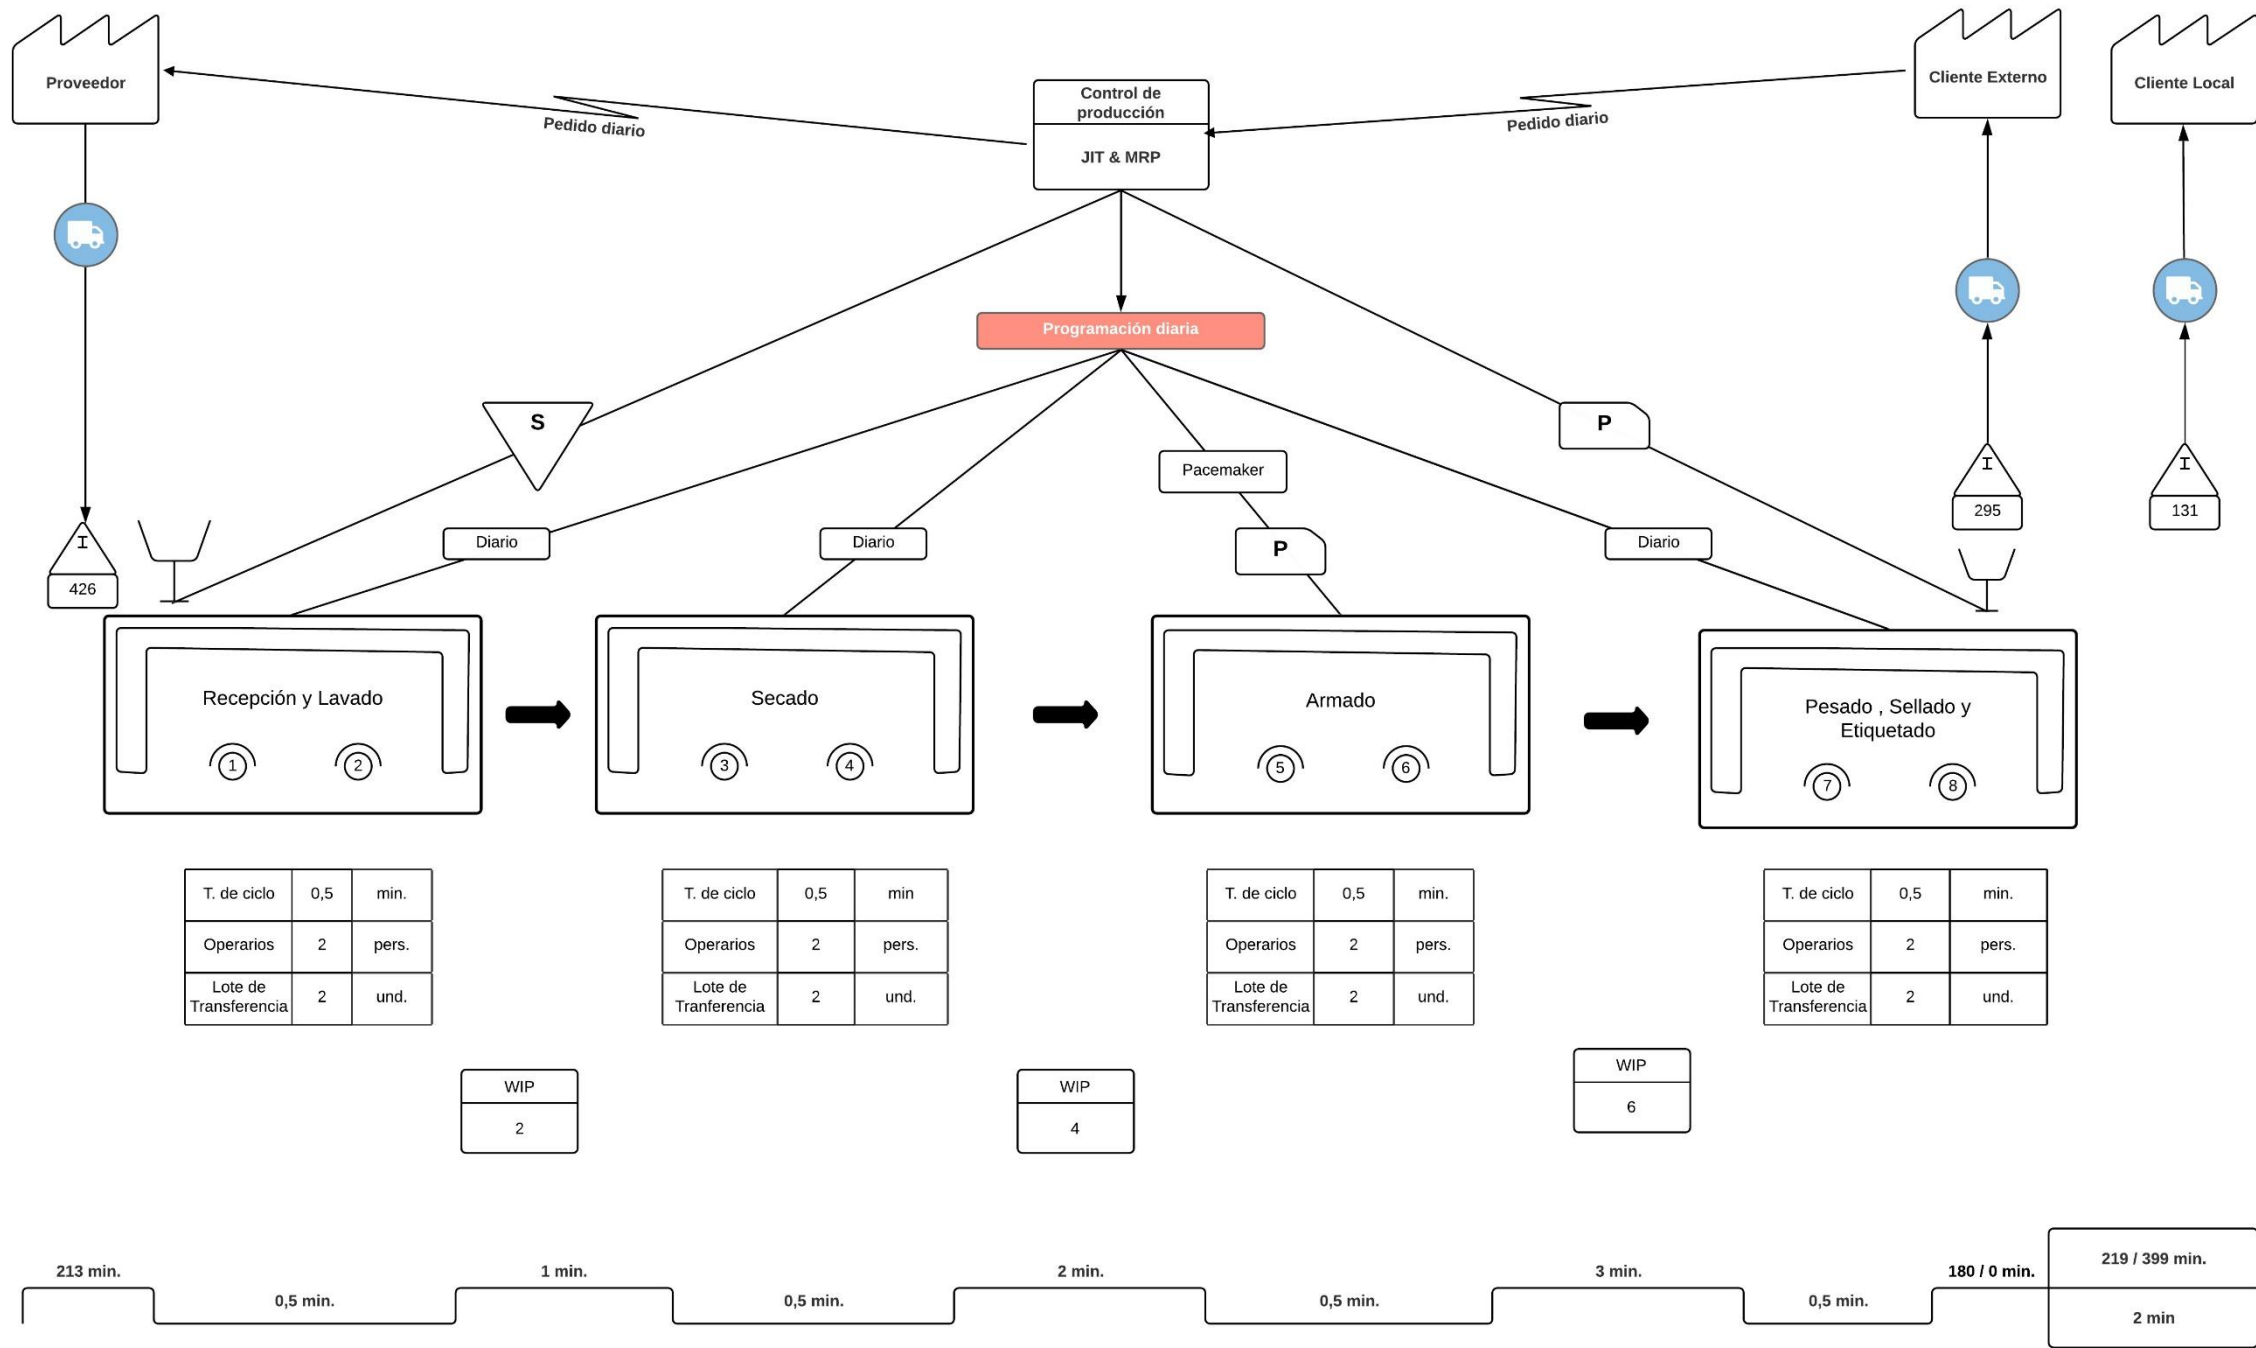 Proveedor
Pedido diario
Control de
producción
JIT & MRP
Pedido diario
Cliente Externo
Cliente Local
Programación diaria
S
P
Pacemaker
I
295
I
131
I
426
Diario
Diario
P
Diario
Recepción y Lavado
1
2
Secado
3
4
Armado
5
6
Pesado , Sellado y
Etiquetado
7
8
T. de ciclo 0,5 min.
Operarios 2 pers.
Lote de
Transferencia 2 und.
T. de ciclo 0,5 min
Operarios 2 pers.
Lote de
Tranferencia 2 und.
T. de ciclo 0,5 min.
Operarios 2 pers.
Lote de
Transferencia 2 und.
T. de ciclo 0,5 min.
Operarios 2 pers.
Lote de
Transferencia 2 und.
WIP
2
WIP
4
WIP
6
213 min.
0,5 min.
1 min.
0,5 min.
2 min.
0,5 min.
3 min.
0,5 min.
180 / 0 min.
219 / 399 min.
2 min